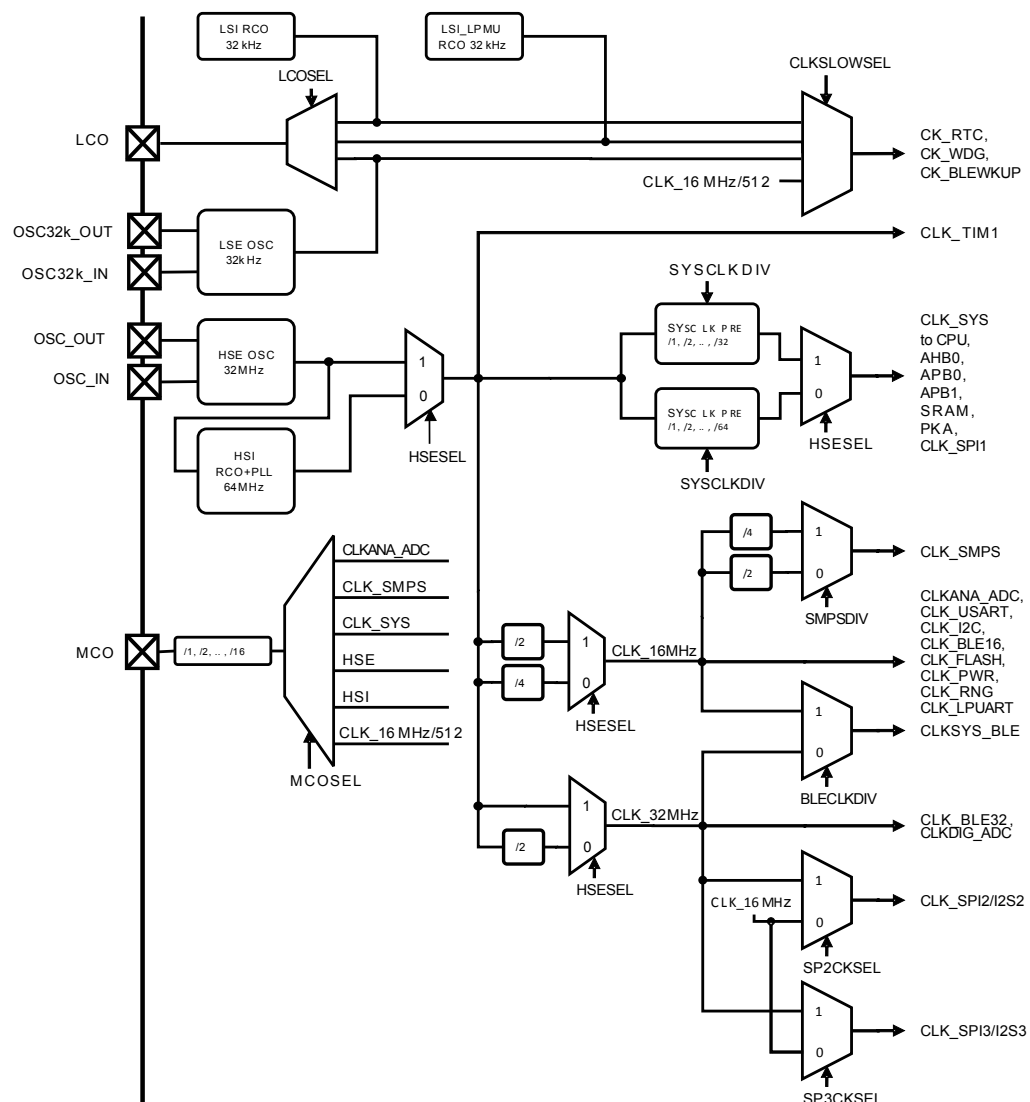 LSI RCO
32 kHz
LSI_LPMU
RCO 32 kHz
LCOSEL
CLKSLOWSEL
LCO
CK_RTC,
CK_WDG,
CK_BLEWKUP
CLK_16 MHz/512
OSC32k_OUT
OSC32k_IN
LSE OSC
32kHz
CLK_TIM1
SYSCLKDIV
OSC_OUT
OSC_IN
HSE OSC
32MHz
1
0
HSESEL
SYSC LK PRE
/1, /2, .. , /32
SYSC LK PRE
/1, /2, .. , /64
SYSCLKDIV
1
0
HSESEL
CLK_SYS
to CPU,
AHB0,
APB0,
APB1,
SRAM,
PKA,
CLK_SPI1
HSI
RCO+PLL
64MHz
MCO
/1, /2, .. , /16
CLKANA_ADC
CLK_SMPS
CLK_SYS
HSE
HSI
CLK_16 MHz/512
MCOSEL
/4
/2
1
0
SMPSDIV
CLK_SMPS
/2
/4
1
0
HSESEL
CLK_16MHz
CLKANA_ADC,
CLK_USART,
CLK_I2C,
CLK_BLE16,
CLK_FLASH,
CLK_PWR,
CLK_RNG
CLK_LPUART
1
0
BLECLKDIV
CLKSYS_BLE
/2
1
0
HSESEL
CLK_32MHz
CLK_BLE32,
CLKDIG_ADC
CLK_16 MHz
1
0
SP2CKSEL
CLK_SPI2/I2S2
1
0
SP3CKSEL
CLK_SPI3/I2S3